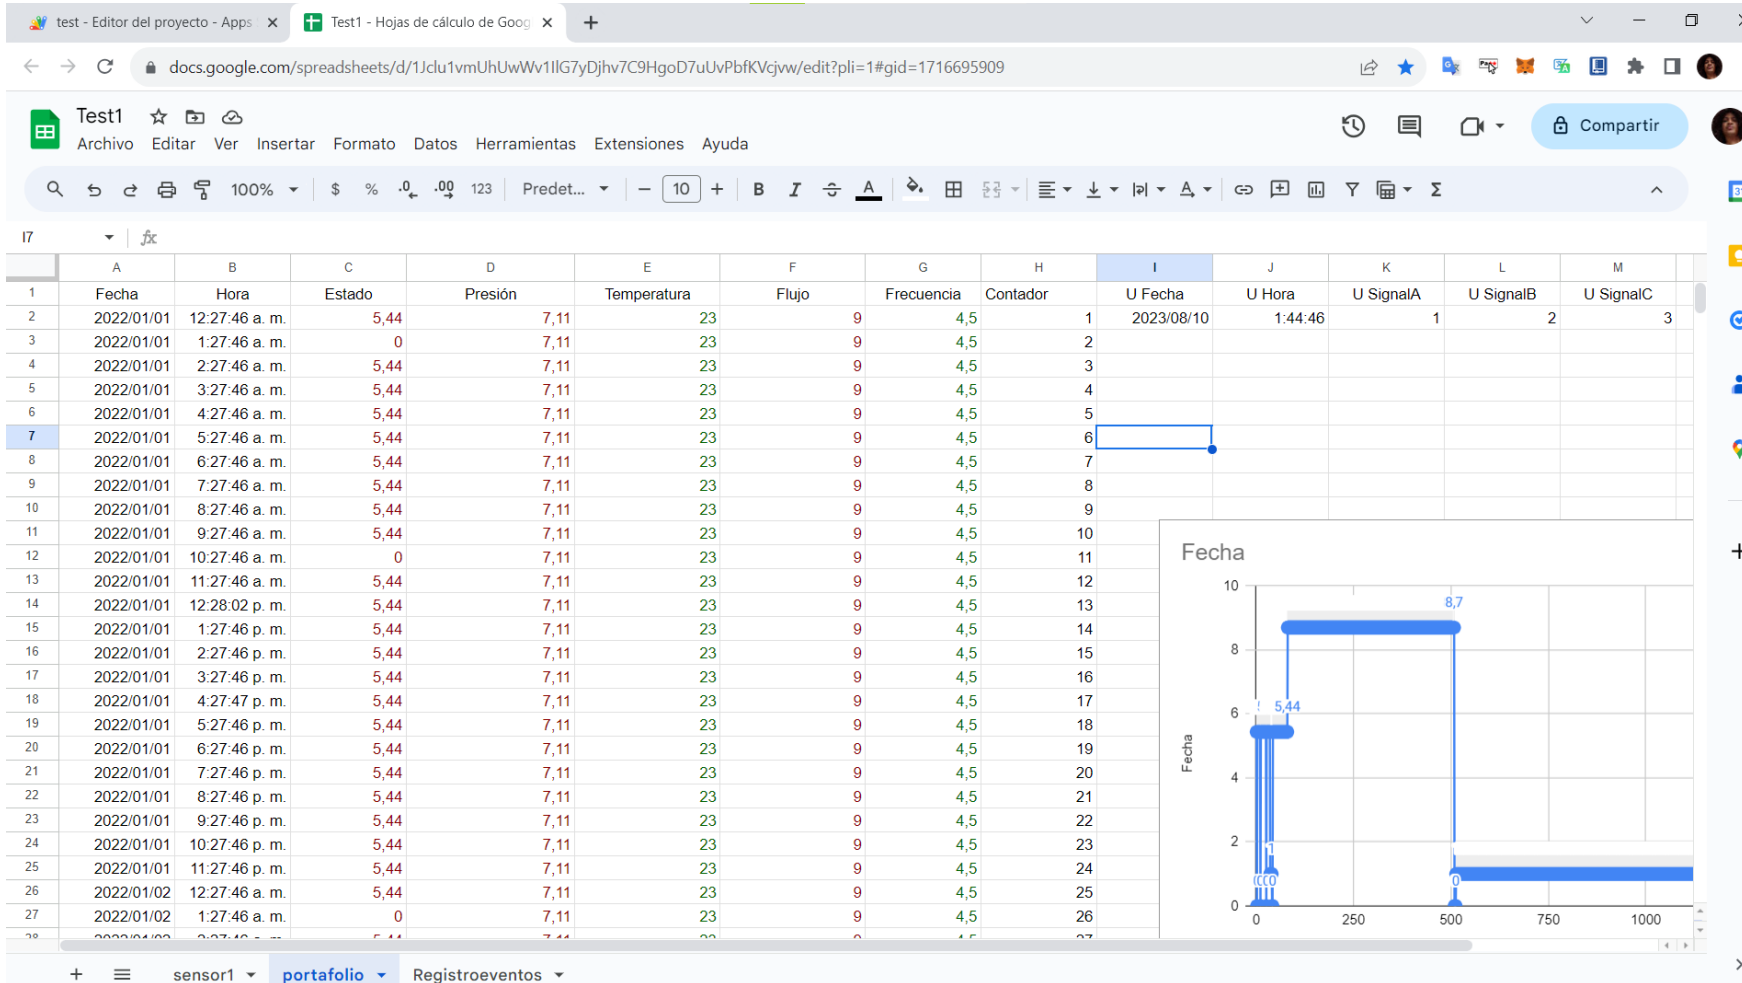 test - Editor del proyecto - Apps
Test1 - Hojas de cálculo de Goog
docs.google.com/spreadsheets/d/1Jclu1vmUhUwWv1IlG7yDjhv7C9HgoD7uUvPbfKVcjvw/edit?pli=1#gid=1716695909
Test1
Archivo Editar Ver Insertar Formato Datos Herramientas Extensiones Ayuda
Compartir
100% $ % .0 .00 123 Predet... 10 B I A
I7 fx
A B C D E F G H I J K L M
1 Fecha Hora Estado Presión Temperatura Flujo Frecuencia Contador U Fecha U Hora U SignalA U SignalB U SignalC
2 2022/01/01 12:27:46 a. m. 5,44 7,11 23 9 4,5 1 2023/08/10 1:44:46 1 2 3
3 2022/01/01 1:27:46 a. m. 0 7,11 23 9 4,5 2
4 2022/01/01 2:27:46 a. m. 5,44 7,11 23 9 4,5 3
5 2022/01/01 3:27:46 a. m. 5,44 7,11 23 9 4,5 4
6 2022/01/01 4:27:46 a. m. 5,44 7,11 23 9 4,5 5
7 2022/01/01 5:27:46 a. m. 5,44 7,11 23 9 4,5 6
8 2022/01/01 6:27:46 a. m. 5,44 7,11 23 9 4,5 7
9 2022/01/01 7:27:46 a. m. 5,44 7,11 23 9 4,5 8
10 2022/01/01 8:27:46 a. m. 5,44 7,11 23 9 4,5 9
11 2022/01/01 9:27:46 a. m. 5,44 7,11 23 9 4,5 10
12 2022/01/01 10:27:46 a. m. 0 7,11 23 9 4,5 11
13 2022/01/01 11:27:46 a. m. 5,44 7,11 23 9 4,5 12
14 2022/01/01 12:28:02 p. m. 5,44 7,11 23 9 4,5 13
15 2022/01/01 1:27:46 p. m. 5,44 7,11 23 9 4,5 14
16 2022/01/01 2:27:46 p. m. 5,44 7,11 23 9 4,5 15
17 2022/01/01 3:27:46 p. m. 5,44 7,11 23 9 4,5 16
18 2022/01/01 4:27:47 p. m. 5,44 7,11 23 9 4,5 17
19 2022/01/01 5:27:46 p. m. 5,44 7,11 23 9 4,5 18
20 2022/01/01 6:27:46 p. m. 5,44 7,11 23 9 4,5 19
21 2022/01/01 7:27:46 p. m. 5,44 7,11 23 9 4,5 20
22 2022/01/01 8:27:46 p. m. 5,44 7,11 23 9 4,5 21
23 2022/01/01 9:27:46 p. m. 5,44 7,11 23 9 4,5 22
24 2022/01/01 10:27:46 p. m. 5,44 7,11 23 9 4,5 23
25 2022/01/01 11:27:46 p. m. 5,44 7,11 23 9 4,5 24
26 2022/01/02 12:27:46 a. m. 5,44 7,11 23 9 4,5 25
27 2022/01/02 1:27:46 a. m. 0 7,11 23 9 4,5 26
Fecha
10
8,7
8
6
5,44
Fecha
4
2
1
0
0
0 250 500 750 1000
sensor1 portafolio Registroeventos